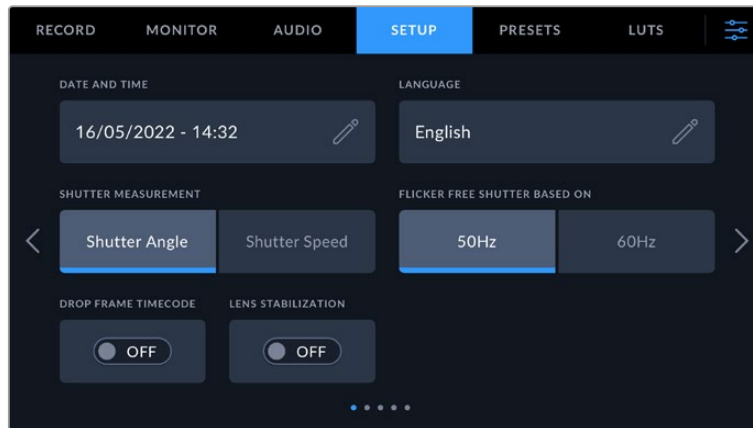 RECORD MONITOR AUDIO SETUP PRESETS LUTS
DATE AND TIME LANGUAGE
16/05/2022 - 14:32 English
SHUTTER MEASUREMENT FLICKER FREE SHUTTER BASED ON
Shutter Angle Shutter Speed 50Hz 60Hz
DROP FRAME TIMECODE LENS STABILIZATION
OFF OFF